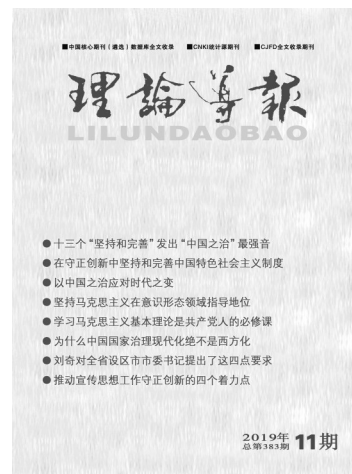 ■中国核心期刊（遴选）数据库全文收录 ■CNKI统计源期刊 ■CJFD全文收录期刊
理論导報
LILUNDAOBAO
●十三个“坚持和完善”发出“中国之治”最强音
●在守正创新中坚持和完善中国特色社会主义制度
●以中国之治应对时代之变
●坚持马克思主义在意识形态领域指导地位
●学习马克思主义基本理论是共产党人的必修课
●为什么中国国家治理现代化绝不是西方化
●刘奇对全省设区市市委书记提出了这四点要求
●推动宣传思想工作守正创新的四个着力点
2019年
总第383期 11期